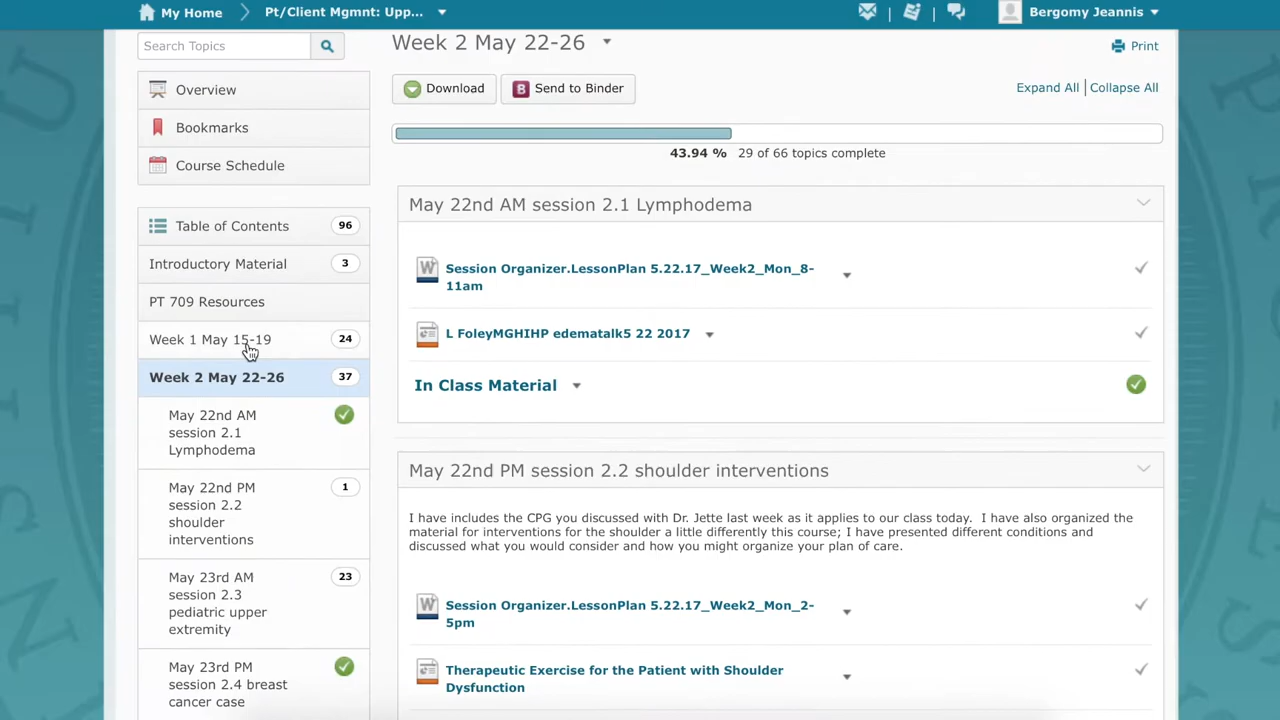 My Home
Pt/Client Mgmnt: Upp...
Bergomy Jeannis
Search Topics
Overview
Bookmarks
Course Schedule
Table of Contents 96
Introductory Material 3
PT 709 Resources
Week 1 May 15-19 24
Week 2 May 22-26 37
May 22nd AM
session 2.1
Lymphodema
May 22nd PM 1
session 2.2
shoulder
interventions
May 23rd AM 23
session 2.3
pediatric upper
extremity
May 23rd PM
session 2.4 breast
cancer case
Week 2 May 22-26
Print
Download
B Send to Binder
Expand All
Collapse All
43.94 % 29 of 66 topics complete
May 22nd AM session 2.1 Lymphodema
W Session Organizer.LessonPlan 5.22.17_Week2_Mon_8-
11am
L FoleyMGHIHP edematalk5 22 2017
In Class Material
May 22nd PM session 2.2 shoulder interventions
I have includes the CPG you discussed with Dr. Jette last week as it applies to our class today. I have also organized the
material for interventions for the shoulder a little differently this course; I have presented different conditions and
discussed what you would consider and how you might organize your plan of care.
W Session Organizer.LessonPlan 5.22.17_Week2_Mon_2-
5pm
Therapeutic Exercise for the Patient with Shoulder
Dysfunction